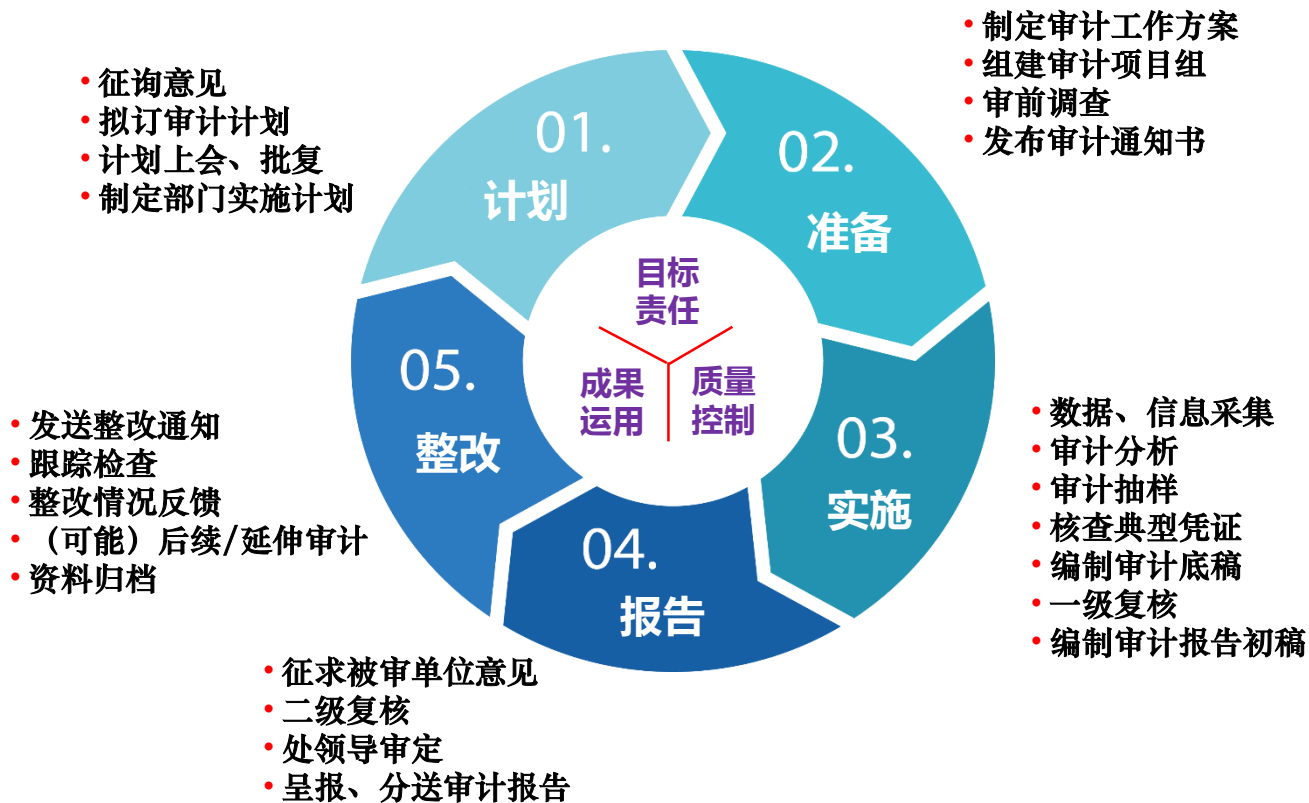 01.
计划
• 征询意见
• 拟订审计计划
• 计划上会、批复
• 制定部门实施计划
02.
准备
• 制定审计工作方案
• 组建审计项目组
• 审前调查
• 发布审计通知书
03.
实施
• 数据、信息采集
• 审计分析
• 审计抽样
• 核查典型凭证
• 编制审计底稿
• 一级复核
• 编制审计报告初稿
04.
报告
• 征求被审单位意见
• 二级复核
• 处领导审定
• 呈报、分送审计报告
05.
整改
• 发送整改通知
• 跟踪检查
• 整改情况反馈
• （可能）后续/延伸审计
• 资料归档
目标
责任
成果
运用
质量
控制